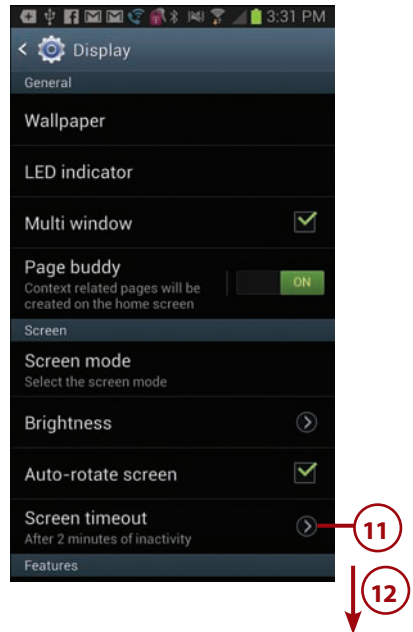 3:31 PM
Display
General
Wallpaper
LED indicator
Multi window
Page buddy
Context related pages will be
created on the home screen
ON
Screen
Screen mode
Select the screen mode
Brightness
Auto-rotate screen
Screen timeout
After 2 minutes of inactivity
11
Features
12